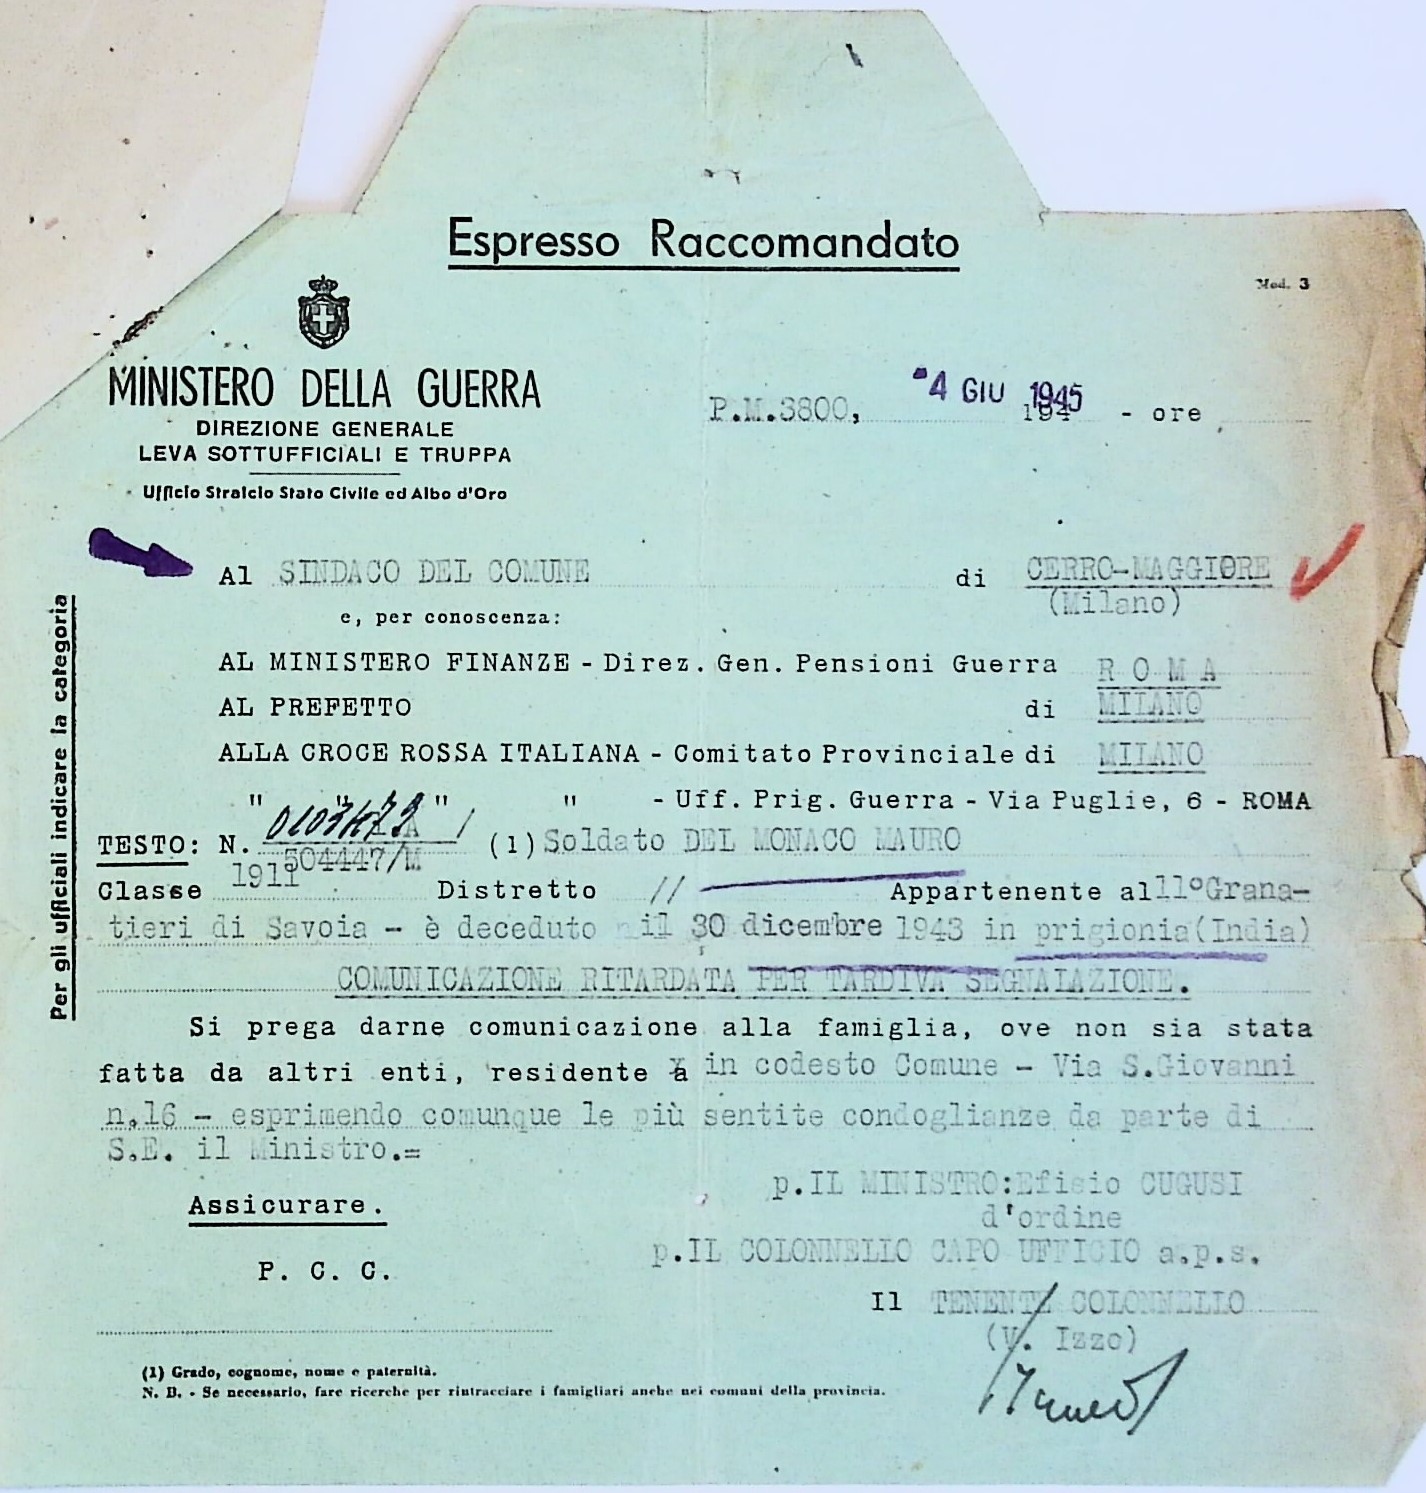 Espresso Raccomandato
Mod. 3
MINISTERO DELLA GUERRA
DIREZIONE GENERALE
LEVA SOTTUFFICIALI E TRUPPA
Ufficio Stralcio Stato Civile ed Albo d'Oro
P.M.3800, -4 GIU 1945 194 - ore
Al SINDACO DEL COMUNE di CERRO-MAGGIORE
(Milano)
e, per conoscenza:
AL MINISTERO FINANZE - Direz. Gen. Pensioni Guerra ROMA
AL PREFETTO di MILANO
ALLA CROCE ROSSA ITALIANA - Comitato Provinciale di MILANO
" " " " - Uff. Prig. Guerra - Via Puglie, 6 - ROMA
TESTO: N. (1) Soldato DEL MONACO MAURO
504447/M
Classe 1911 Distretto // Appartenente al 11°Grana-
tieri di Savoia - è deceduto il 30 dicembre 1943 in prigionia(India)
COMUNICAZIONE RITARDATA PER TARDIVA SEGNALAZIONE.
Si prega darne comunicazione alla famiglia, ove non sia stata
fatta da altri enti, residente a in codesto Comune - Via S.Giovanni
n.16 - esprimendo comunque le più sentite condoglianze da parte di
S.E. il Ministro.=
p.IL MINISTRO:Efisio CUGUSI
Assicurare.
d'ordine
p.IL COLONNELLO CAPO UFFICIO a.p.s.
P. C. C.
Il TENENTE COLONNELLO
(V. Izzo)
(1) Grado, cognome, nome e paternità.
N. B. - Se necessario, fare ricerche per rintracciare i famigliari anche nei comuni della provincia.
Per gli ufficiali indicare la categoria